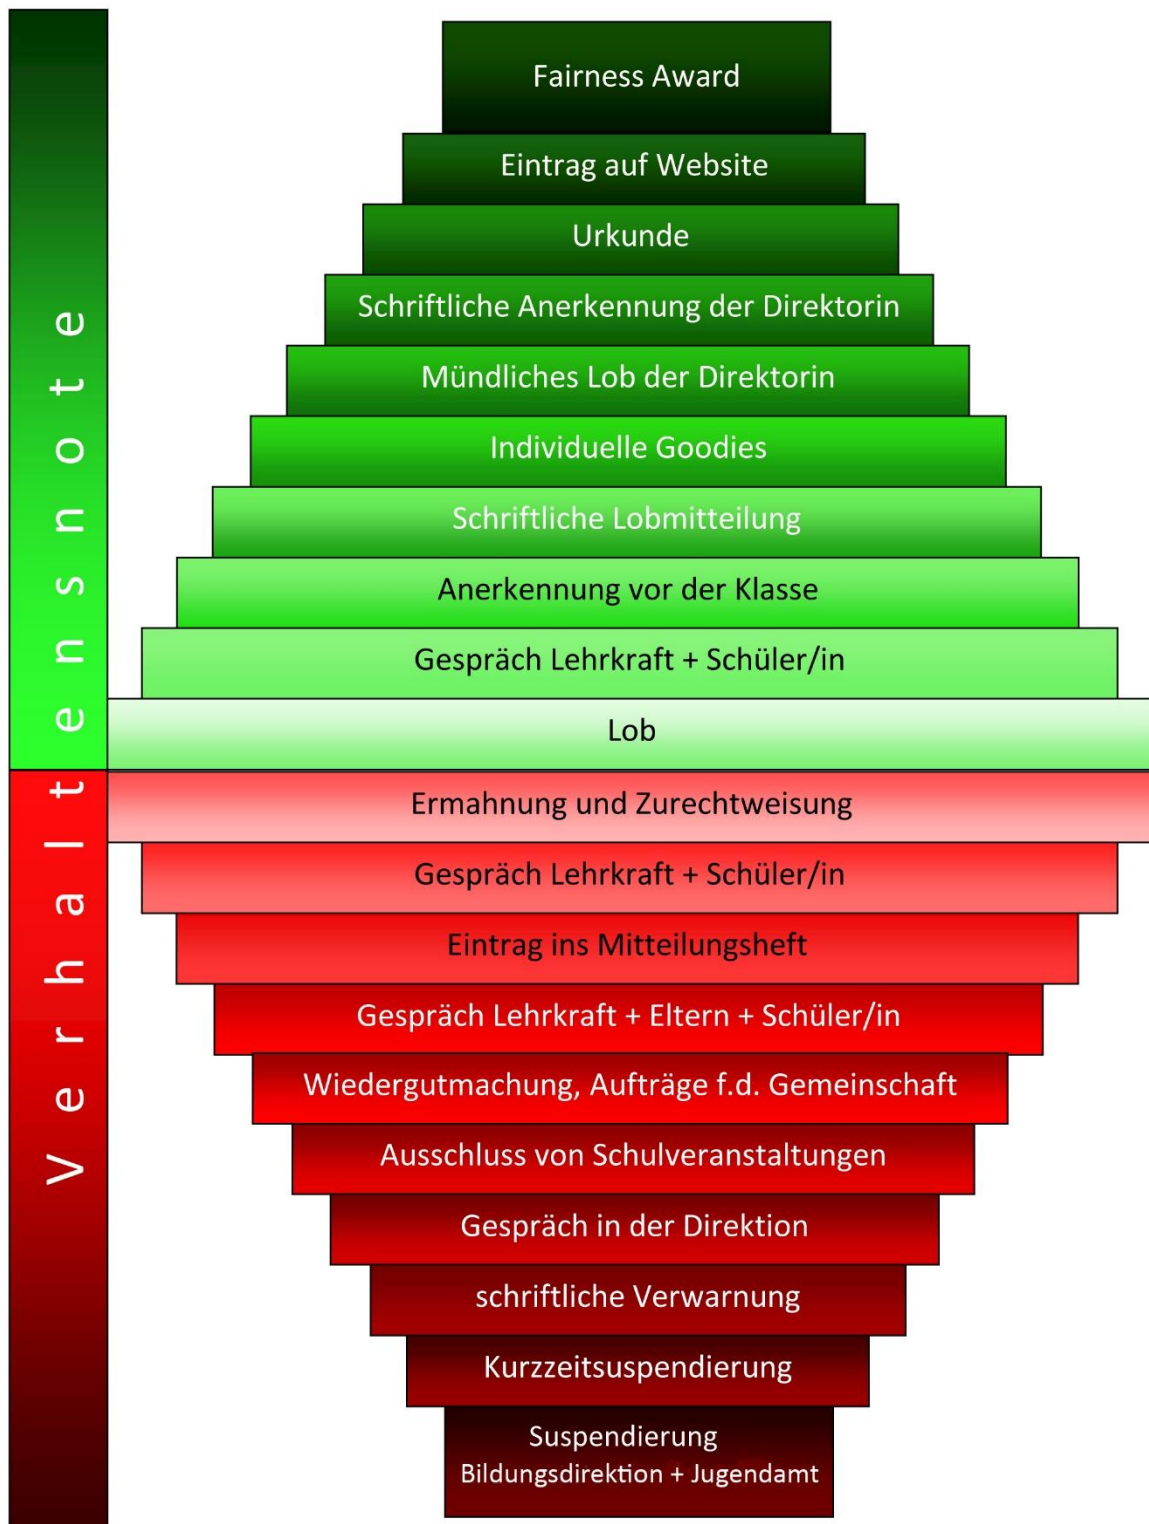 Verhaltensnote
Fairness Award
Eintrag auf Website
Urkunde
Schriftliche Anerkennung der Direktorin
Mündliches Lob der Direktorin
Individuelle Goodies
Schriftliche Lobmitteilung
Anerkennung vor der Klasse
Gespräch Lehrkraft + Schüler/in
Lob
Ermahnung und Zurechtweisung
Gespräch Lehrkraft + Schüler/in
Eintrag ins Mitteilungsheft
Gespräch Lehrkraft + Eltern + Schüler/in
Wiedergutmachung, Aufträge f.d. Gemeinschaft
Ausschluss von Schulveranstaltungen
Gespräch in der Direktion
schriftliche Verwarnung
Kurzzeitsuspendierung
Suspendierung
Bildungsdirektion + Jugendamt